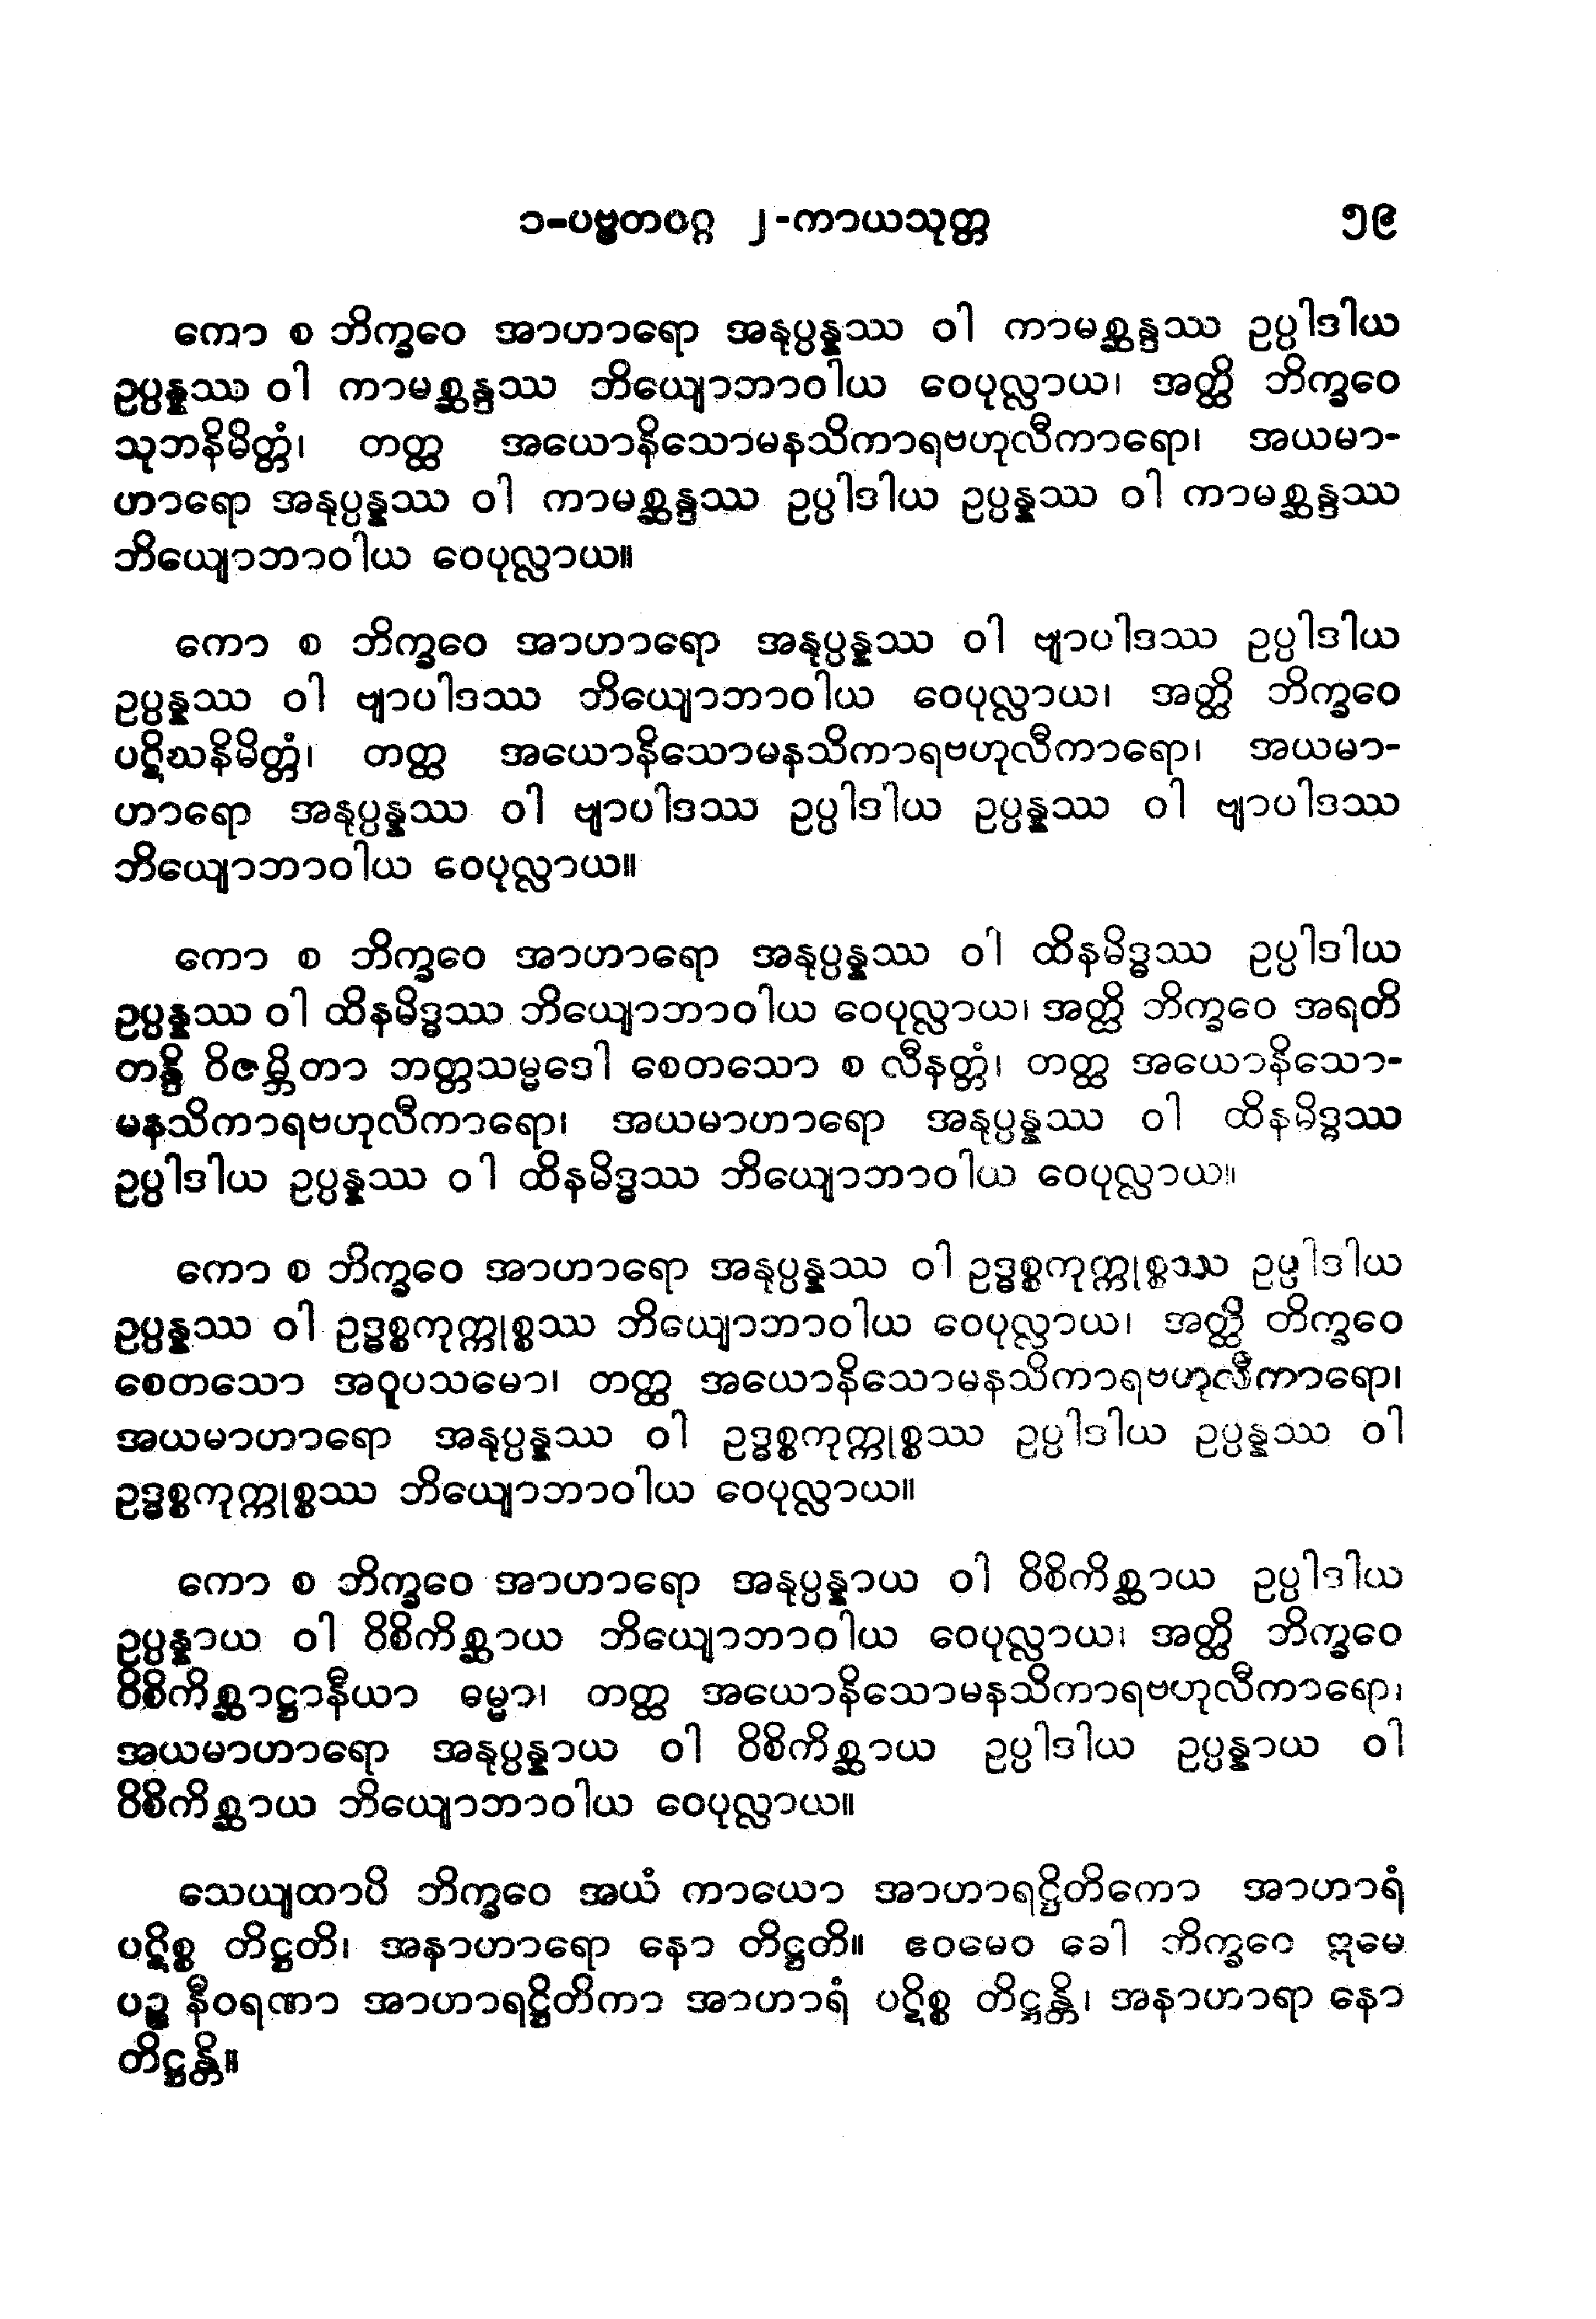 ၁-ပဗ္ဗတဝဂ္ဂ ၂-ကာယသုတ္တ ၅၉
ကော စ ဘိက္ခဝေ အာဟာရော အနုပ္ပန္နဿ ဝါ ကာမစ္ဆန္ဒဿ ဥပ္ပါဒါယ
ဥပ္ပန္နဿ ဝါ ကာမစ္ဆန္ဒဿ ဘိယျောဘာဝါယ ဝေပုလ္လာယ၊ အတ္ထိ ဘိက္ခဝေ
သုဘနိမိတ္တံ၊ တတ္ထ အယောနိသောမနသိကာရဗဟုလီကာရော၊ အယမာ-
ဟာရော အနုပ္ပန္နဿ ဝါ ကာမစ္ဆန္ဒဿ ဥပ္ပါဒါယ ဥပ္ပန္နဿ ဝါ ကာမစ္ဆန္ဒဿ
ဘိယျောဘာဝါယ ဝေပုလ္လာယ။
ကော စ ဘိက္ခဝေ အာဟာရော အနုပ္ပန္နဿ ဝါ ဗျာပါဒဿ ဥပ္ပါဒါယ
ဥပ္ပန္နဿ ဝါ ဗျာပါဒဿ ဘိယျောဘာဝါယ ဝေပုလ္လာယ၊ အတ္ထိ ဘိက္ခဝေ
ပဋိဃနိမိတ္တံ၊ တတ္ထ အယောနိသောမနသိကာရဗဟုလီကာရော၊ အယမာ-
ဟာရော အနုပ္ပန္နဿ ဝါ ဗျာပါဒဿ ဥပ္ပါဒါယ ဥပ္ပန္နဿ ဝါ ဗျာပါဒဿ
ဘိယျောဘာဝါယ ဝေပုလ္လာယ။
ကော စ ဘိက္ခဝေ အာဟာရော အနုပ္ပန္နဿ ဝါ ထိနမိဒ္ဓဿ ဥပ္ပါဒါယ
ဥပ္ပန္နဿ ဝါ ထိနမိဒ္ဓဿ ဘိယျောဘာဝါယ ဝေပုလ္လာယ၊ အတ္ထိ ဘိက္ခဝေ အရတိ
တန္ဒိ ဝိဇမ္ဘိတာ ဘတ္တသမ္မဒေါ စေတသော စ လီနတ္တံ၊ တတ္ထ အယောနိသော-
မနသိကာရဗဟုလီကာရော၊ အယမာဟာရော အနုပ္ပန္နဿ ဝါ ထိနမိဒ္ဓဿ
ဥပ္ပါဒါယ ဥပ္ပန္နဿ ဝါ ထိနမိဒ္ဓဿ ဘိယျောဘာဝါယ ဝေပုလ္လာယ။
ကော စ ဘိက္ခဝေ အာဟာရော အနုပ္ပန္နဿ ဝါ ဥဒ္ဓစ္စကုက္ကုစ္စဿ ဥပ္ပါဒါယ
ဥပ္ပန္နဿ ဝါ ဥဒ္ဓစ္စကုက္ကုစ္စဿ ဘိယျောဘာဝါယ ဝေပုလ္လာယ၊ အတ္ထိ ဘိက္ခဝေ
စေတသော အဝူပသမော၊ တတ္ထ အယောနိသောမနသိကာရဗဟုလီကာရော၊
အယမာဟာရော အနုပ္ပန္နဿ ဝါ ဥဒ္ဓစ္စကုက္ကုစ္စဿ ဥပ္ပါဒါယ ဥပ္ပန္နဿ ဝါ
ဥဒ္ဓစ္စကုက္ကုစ္စဿ ဘိယျောဘာဝါယ ဝေပုလ္လာယ။
ကော စ ဘိက္ခဝေ အာဟာရော အနုပ္ပန္နာယ ဝါ ဝိစိကိစ္ဆာယ ဥပ္ပါဒါယ
ဥပ္ပန္နာယ ဝါ ဝိစိကိစ္ဆာယ ဘိယျောဘာဝါယ ဝေပုလ္လာယ၊ အတ္ထိ ဘိက္ခဝေ
ဝိစိကိစ္ဆာဋ္ဌာနီယာ ဓမ္မာ၊ တတ္ထ အယောနိသောမနသိကာရဗဟုလီကာရော၊
အယမာဟာရော အနုပ္ပန္နာယ ဝါ ဝိစိကိစ္ဆာယ ဥပ္ပါဒါယ ဥပ္ပန္နာယ ဝါ
ဝိစိကိစ္ဆာယ ဘိယျောဘာဝါယ ဝေပုလ္လာယ။
သေယျထာပိ ဘိက္ခဝေ အယံ ကာယော အာဟာရဋ္ဌိတိကော အာဟာရံ
ပဋိစ္စ တိဋ္ဌတိ၊ အနာဟာရော နော တိဋ္ဌတိ။ ဧဝမေဝ ခေါ ဘိက္ခဝေ ဣမေ
ပဉ္စ နီဝရဏာ အာဟာရဋ္ဌိတိကာ အာဟာရံ ပဋိစ္စ တိဋ္ဌန္တိ၊ အနာဟာရာ နော
တိဋ္ဌန္တိ။